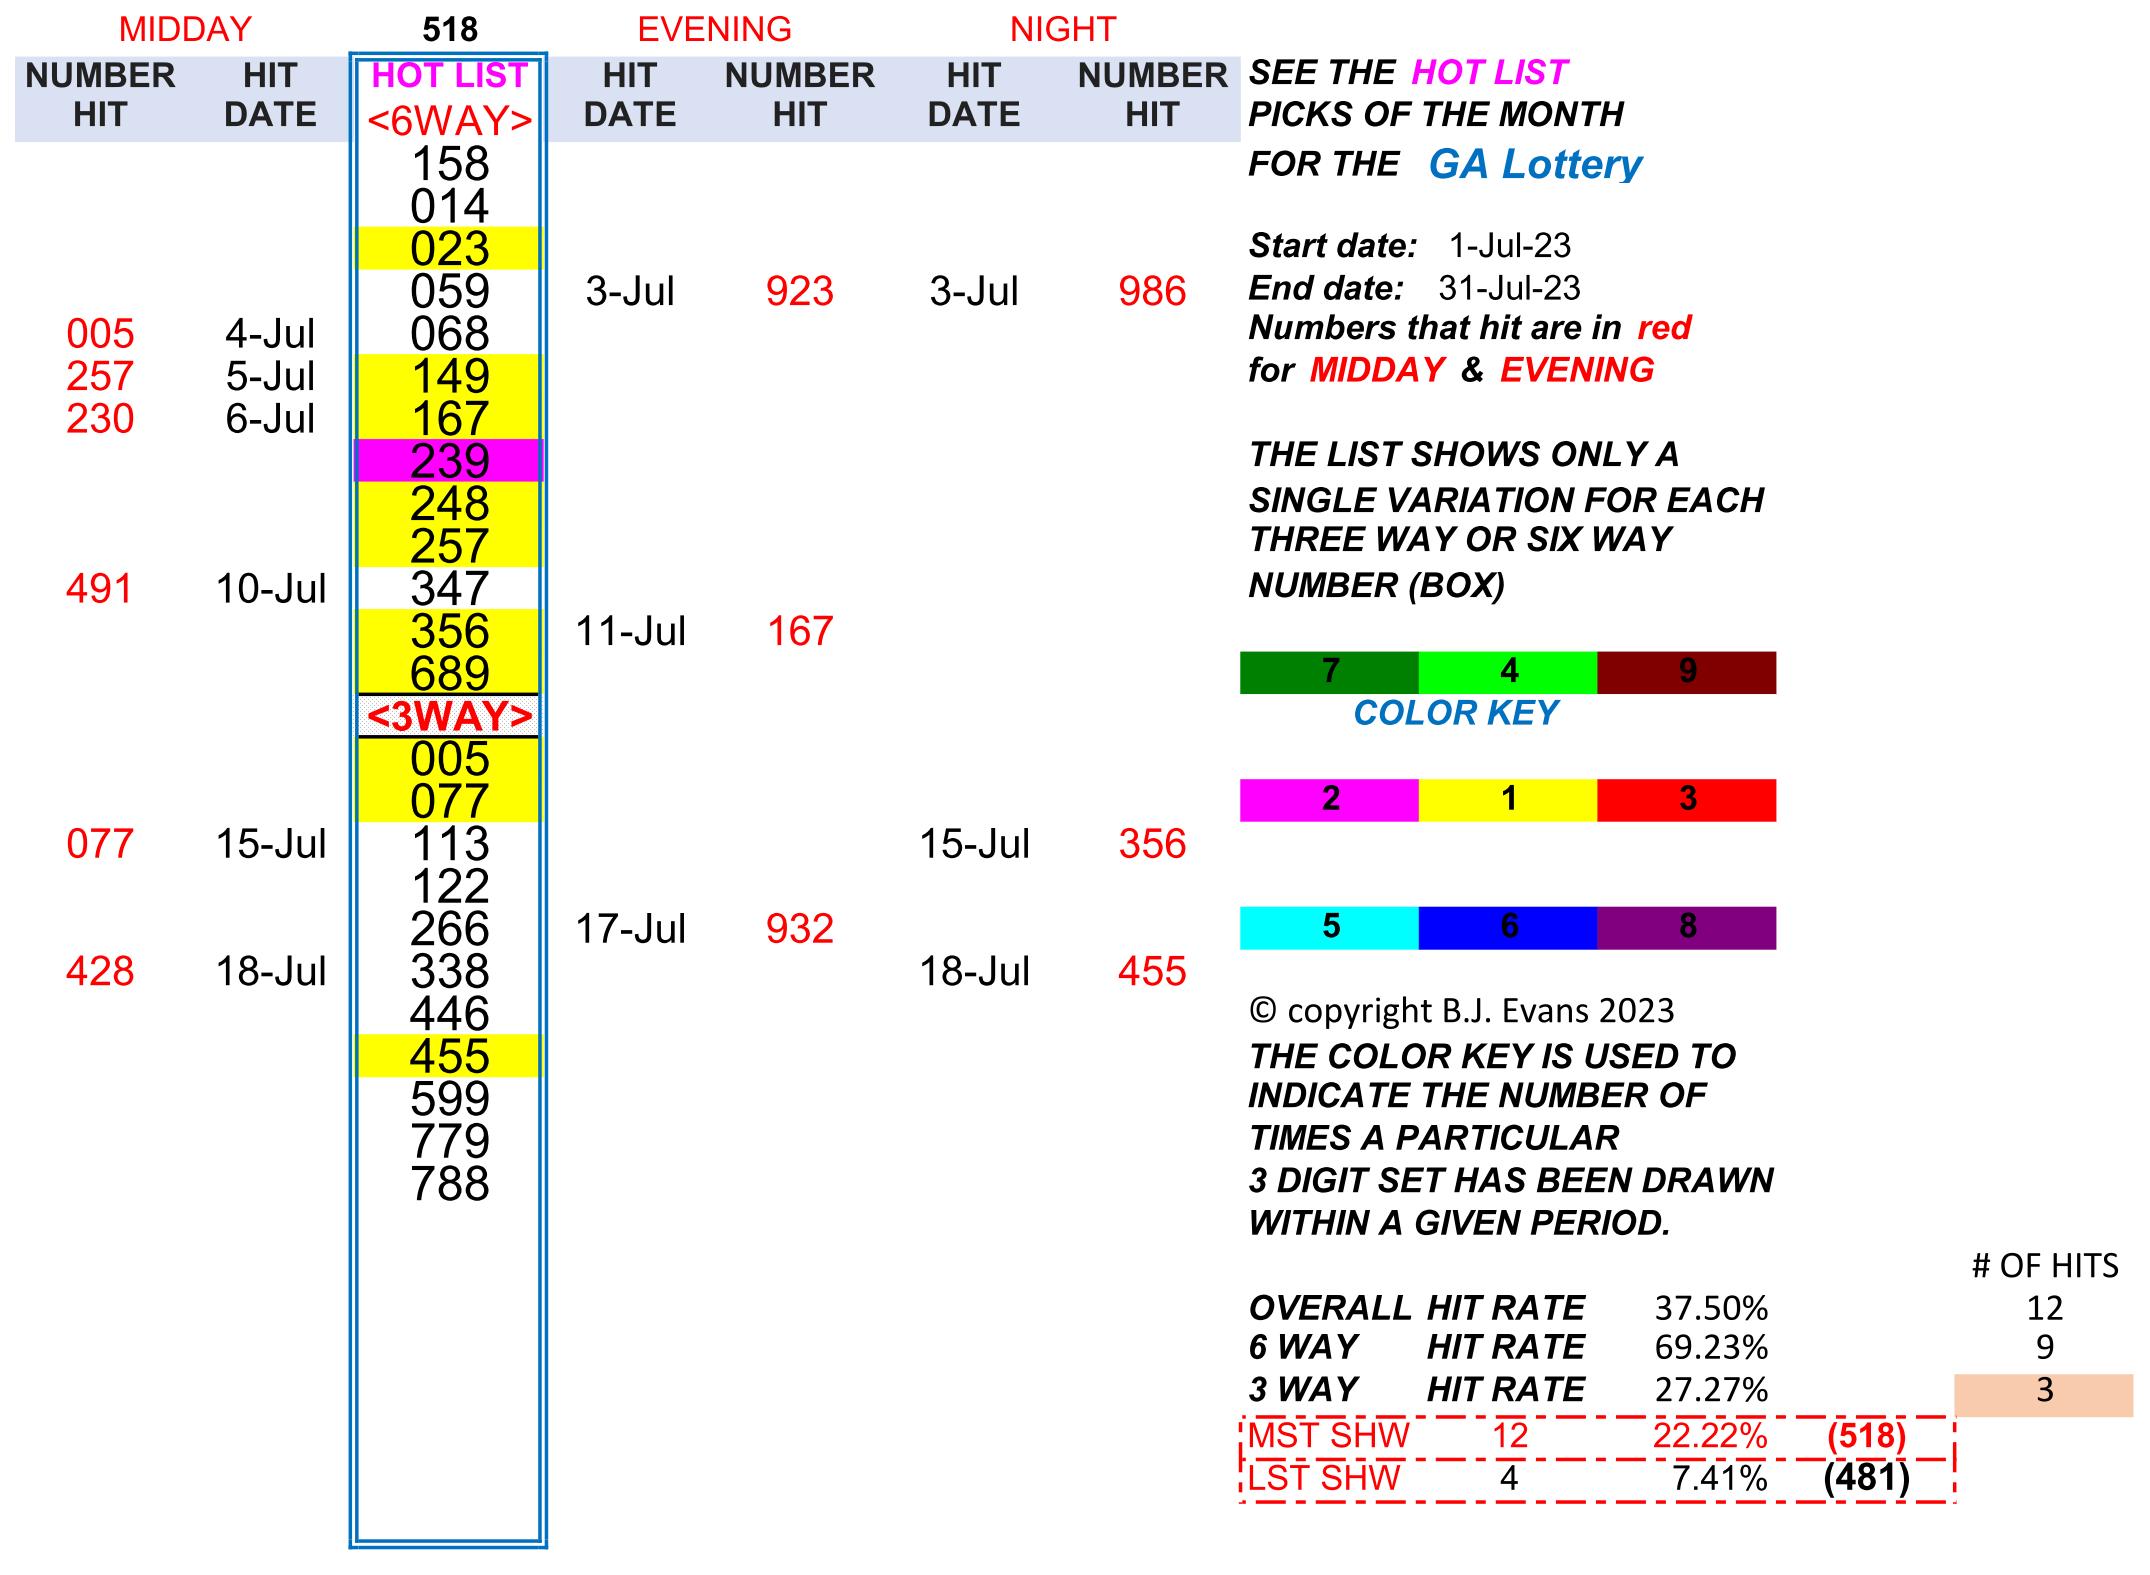 MIDDAY 518 EVENING NIGHT
NUMBER HIT HOT LIST HIT NUMBER HIT NUMBER SEE THE HOT LIST
HIT DATE <6WAY> DATE HIT DATE HIT PICKS OF THE MONTH
158 FOR THE GA Lottery
014
023 Start date: 1-Jul-23
059 3-Jul 923 3-Jul 986 End date: 31-Jul-23
005 4-Jul 068 Numbers that hit are in red
257 5-Jul 149 for MIDDAY & EVENING
230 6-Jul 167
239 THE LIST SHOWS ONLY A
248 SINGLE VARIATION FOR EACH
257 THREE WAY OR SIX WAY
491 10-Jul 347 NUMBER (BOX)
356 11-Jul 167
689 7 4 9
<3WAY> COLOR KEY
005
077 2 1 3
077 15-Jul 113 15-Jul 356
122
266 17-Jul 932 5 6 8
428 18-Jul 338 18-Jul 455
446 © copyright B.J. Evans 2023
455 THE COLOR KEY IS USED TO
599 INDICATE THE NUMBER OF
779 TIMES A PARTICULAR
788 3 DIGIT SET HAS BEEN DRAWN
WITHIN A GIVEN PERIOD.
# OF HITS
OVERALL HIT RATE 37.50% 12
6 WAY HIT RATE 69.23% 9
3 WAY HIT RATE 27.27% 3
MST SHW 12 22.22% (518)
LST SHW 4 7.41% (481)